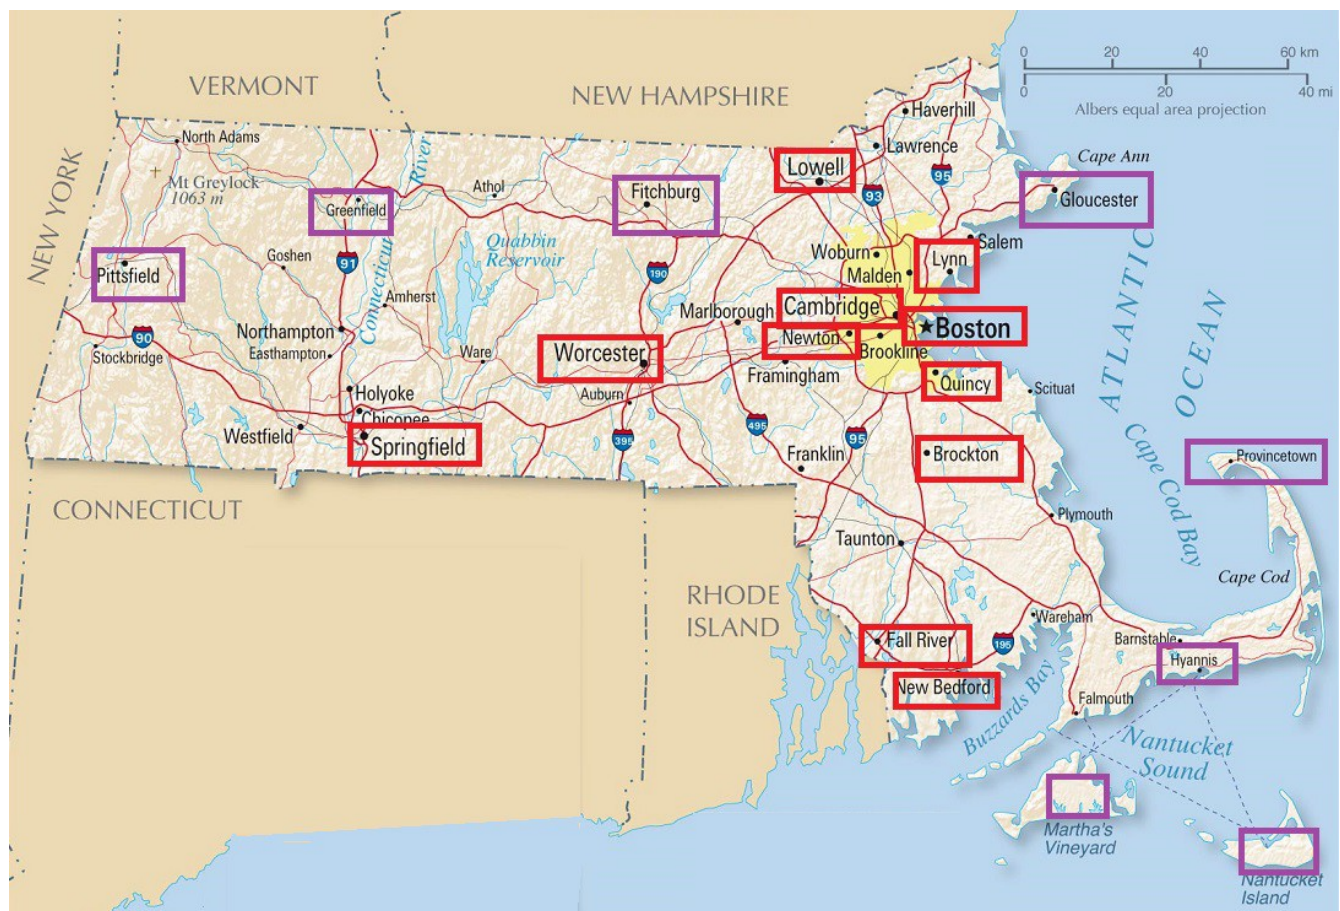 0 20 40 60 km
0 20 40 mi
Albers equal area projection
VERMONT
NEW HAMPSHIRE
NEW YORK
North Adams
Mt Greylock
1063 m
Greenfield
River
Athol
Fitchburg
Lowell
Haverhill
Lawrence
95
93
Cape Ann
Gloucester
Salem
Woburn
Lynn
Malden
Pittsfield
Goshen
91
Connecticut
Quabbin
Reservoir
190
Amherst
Marlborough
Cambridge
Boston
Newton
Brookline
Northampton
Easthampton
90
Stockbridge
Ware
Worcester
Framingham
Quincy
Scituat
Holyoke
Auburn
Chicopee
Westfield
Springfield
395
495
95
Franklin
Brockton
ATLANTIC
OCEAN
Cape Cod Bay
Provincetown
CONNECTICUT
Plymouth
Taunton
Cape Cod
RHODE
ISLAND
Wareham
Fall River
195
Barnstable
Hyannis
New Bedford
Buzzards Bay
Falmouth
Nantucket
Sound
Martha's
Vineyard
Nantucket
Island